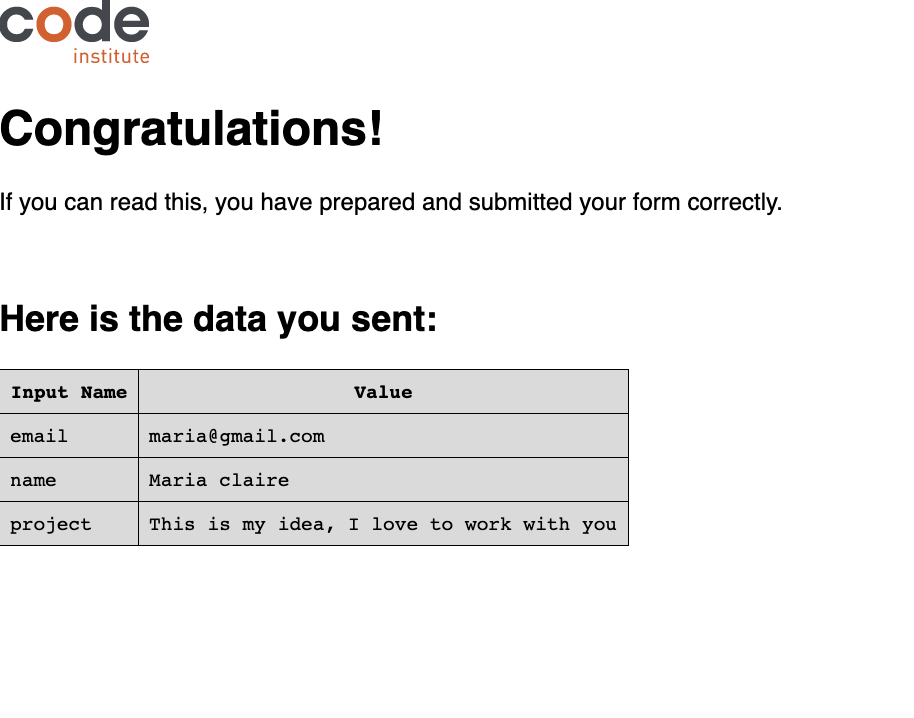 code
institute
Congratulations!
If you can read this, you have prepared and submitted your form correctly.
Here is the data you sent:
Input Name Value
email maria@gmail.com
name Maria claire
project This is my idea, I love to work with you